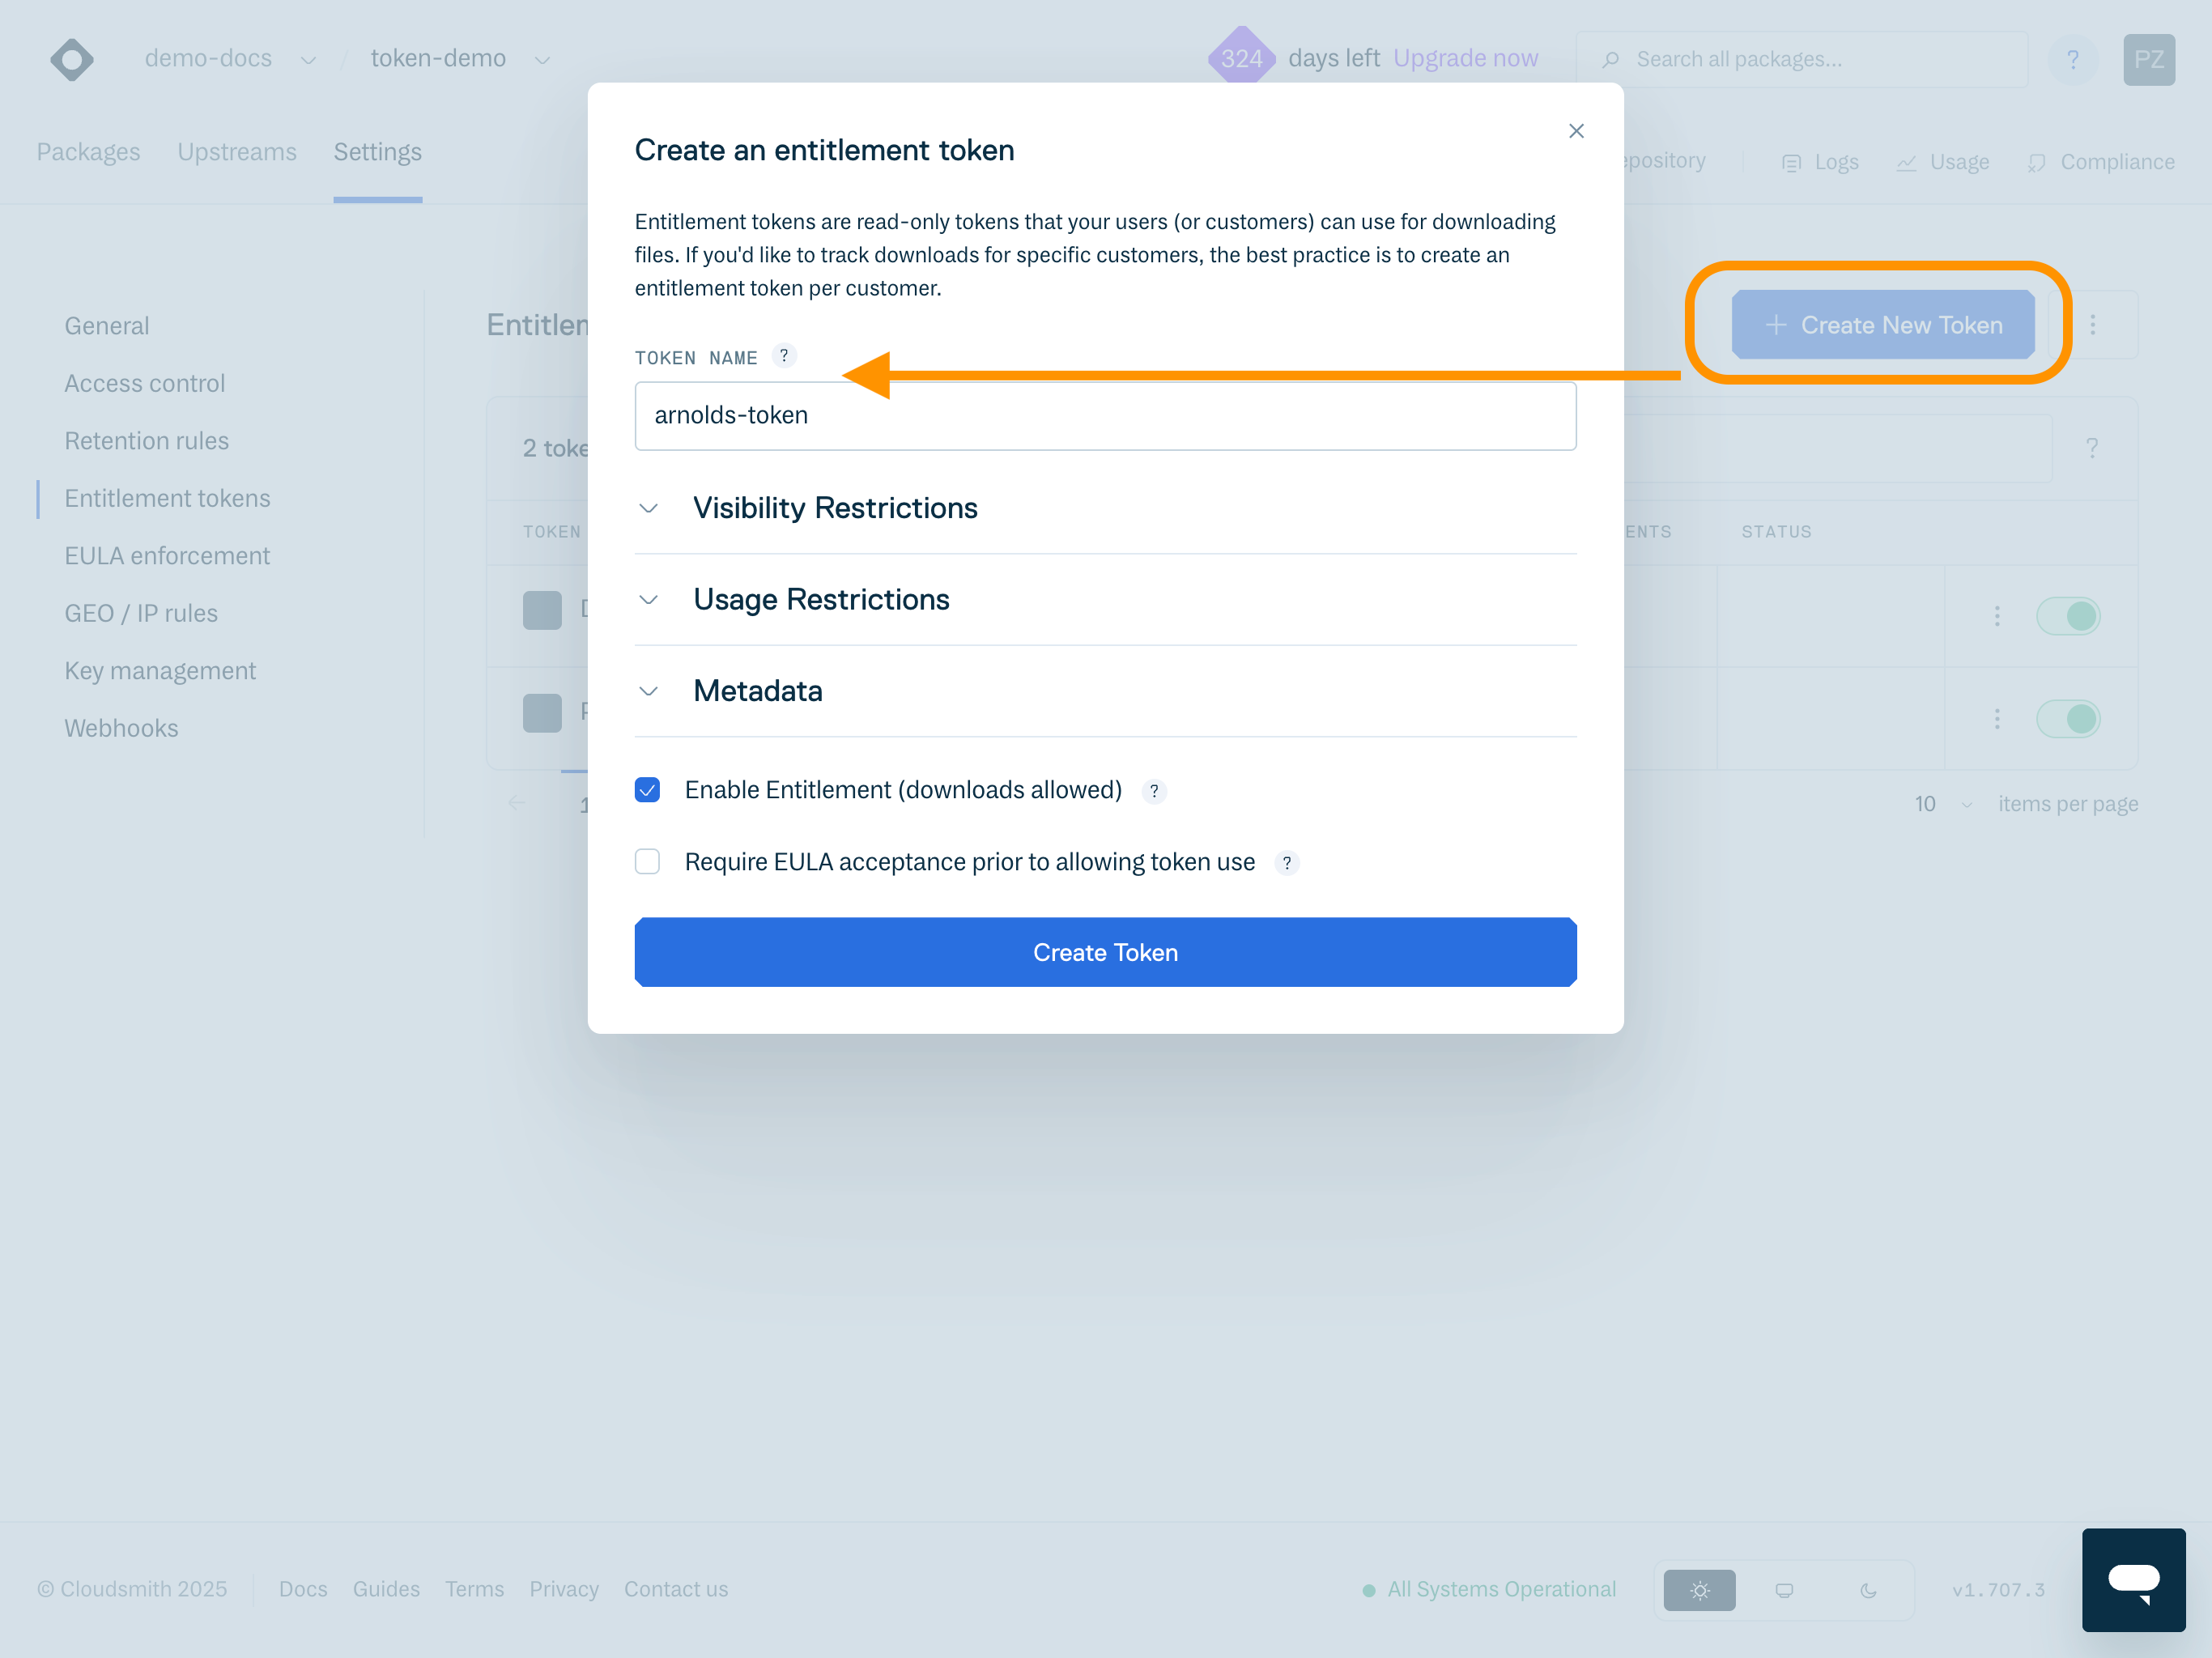 demo-docs / token-demo
324 days left Upgrade now
Search all packages...
?
PZ
Packages Upstreams Settings
Logs Usage Compliance
Create an entitlement token
Entitlement tokens are read-only tokens that your users (or customers) can use for downloading
files. If you'd like to track downloads for specific customers, the best practice is to create an
entitlement token per customer.
TOKEN NAME ?
arnolds-token
Visibility Restrictions
Usage Restrictions
Metadata
Enable Entitlement (downloads allowed) ?
Require EULA acceptance prior to allowing token use ?
Create Token
General
Access control
Retention rules
Entitlement tokens
EULA enforcement
GEO / IP rules
Key management
Webhooks
+ Create New Token
2
?
TOKEN
STATUS
10 items per page
© Cloudsmith 2025 Docs Guides Terms Privacy Contact us
All Systems Operational
v1.707.3